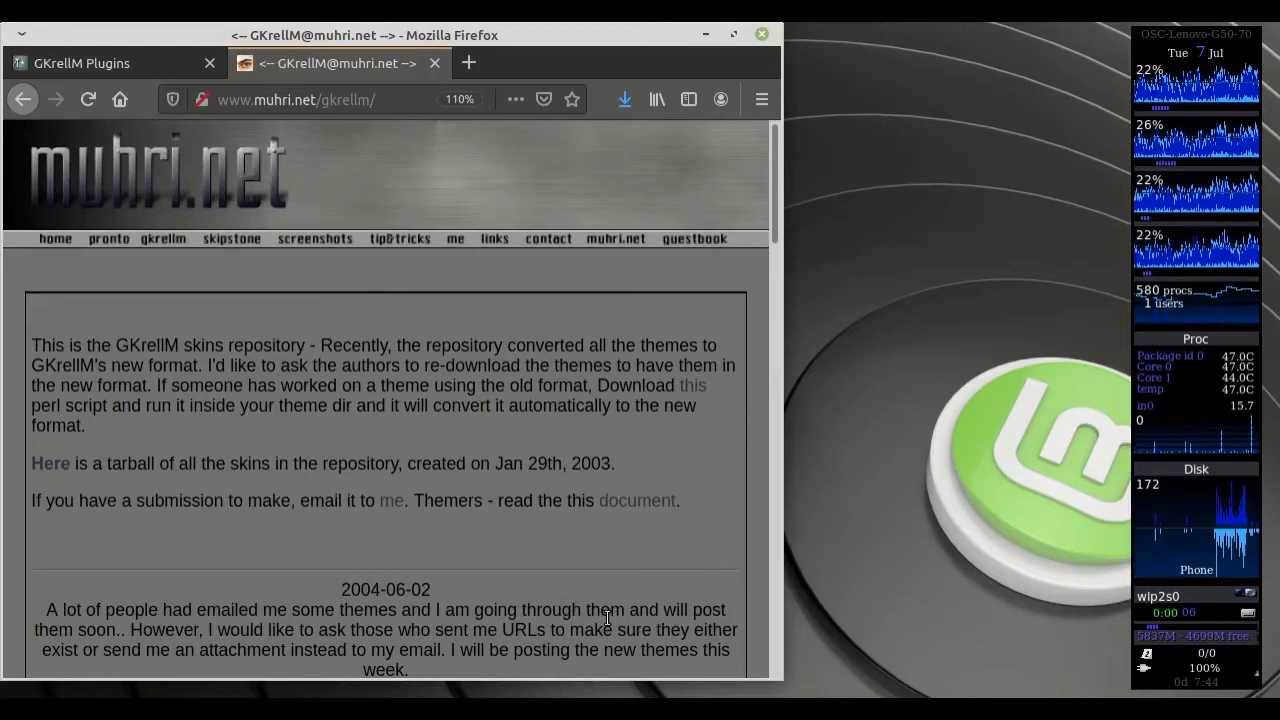 <-- GKrellM@muhri.net --> - Mozilla Firefox
GKrellM Plugins
<-- GKrellM@muhri.net -->
www.muhri.net/gkrellm/
110%
muhri.net
home pronto gkrellm skipstone screenshots tip&tricks me links contact muhri.net guestbook
This is the GKrellM skins repository - Recently, the repository converted all the themes to
GKrellM's new format. I'd like to ask the authors to re-download the themes to have them in
the new format. If someone has worked on a theme using the old format, Download this
perl script and run it inside your theme dir and it will convert it automatically to the new
format.
Here is a tarball of all the skins in the repository, created on Jan 29th, 2003.
If you have a submission to make, email it to me. Themers - read the this document.
2004-06-02
A lot of people had emailed me some themes and I am going through them and will post
them soon.. However, I would like to ask those who sent me URLs to make sure they either
exist or send me an attachment instead to my email. I will be posting the new themes this
week.
OSC-Lenovo-G50-70
Tue 7 Jul
22%
26%
22%
22%
580 procs
1 users
Proc
Package id 0 47.0C
Core 0 47.0C
Core 1 44.0C
temp 47.0C
in0 15.7
0
Disk
172
Phone
wlp2s0
0:00 06
5837M - 4699M free
0/0
100%
0d 7:44